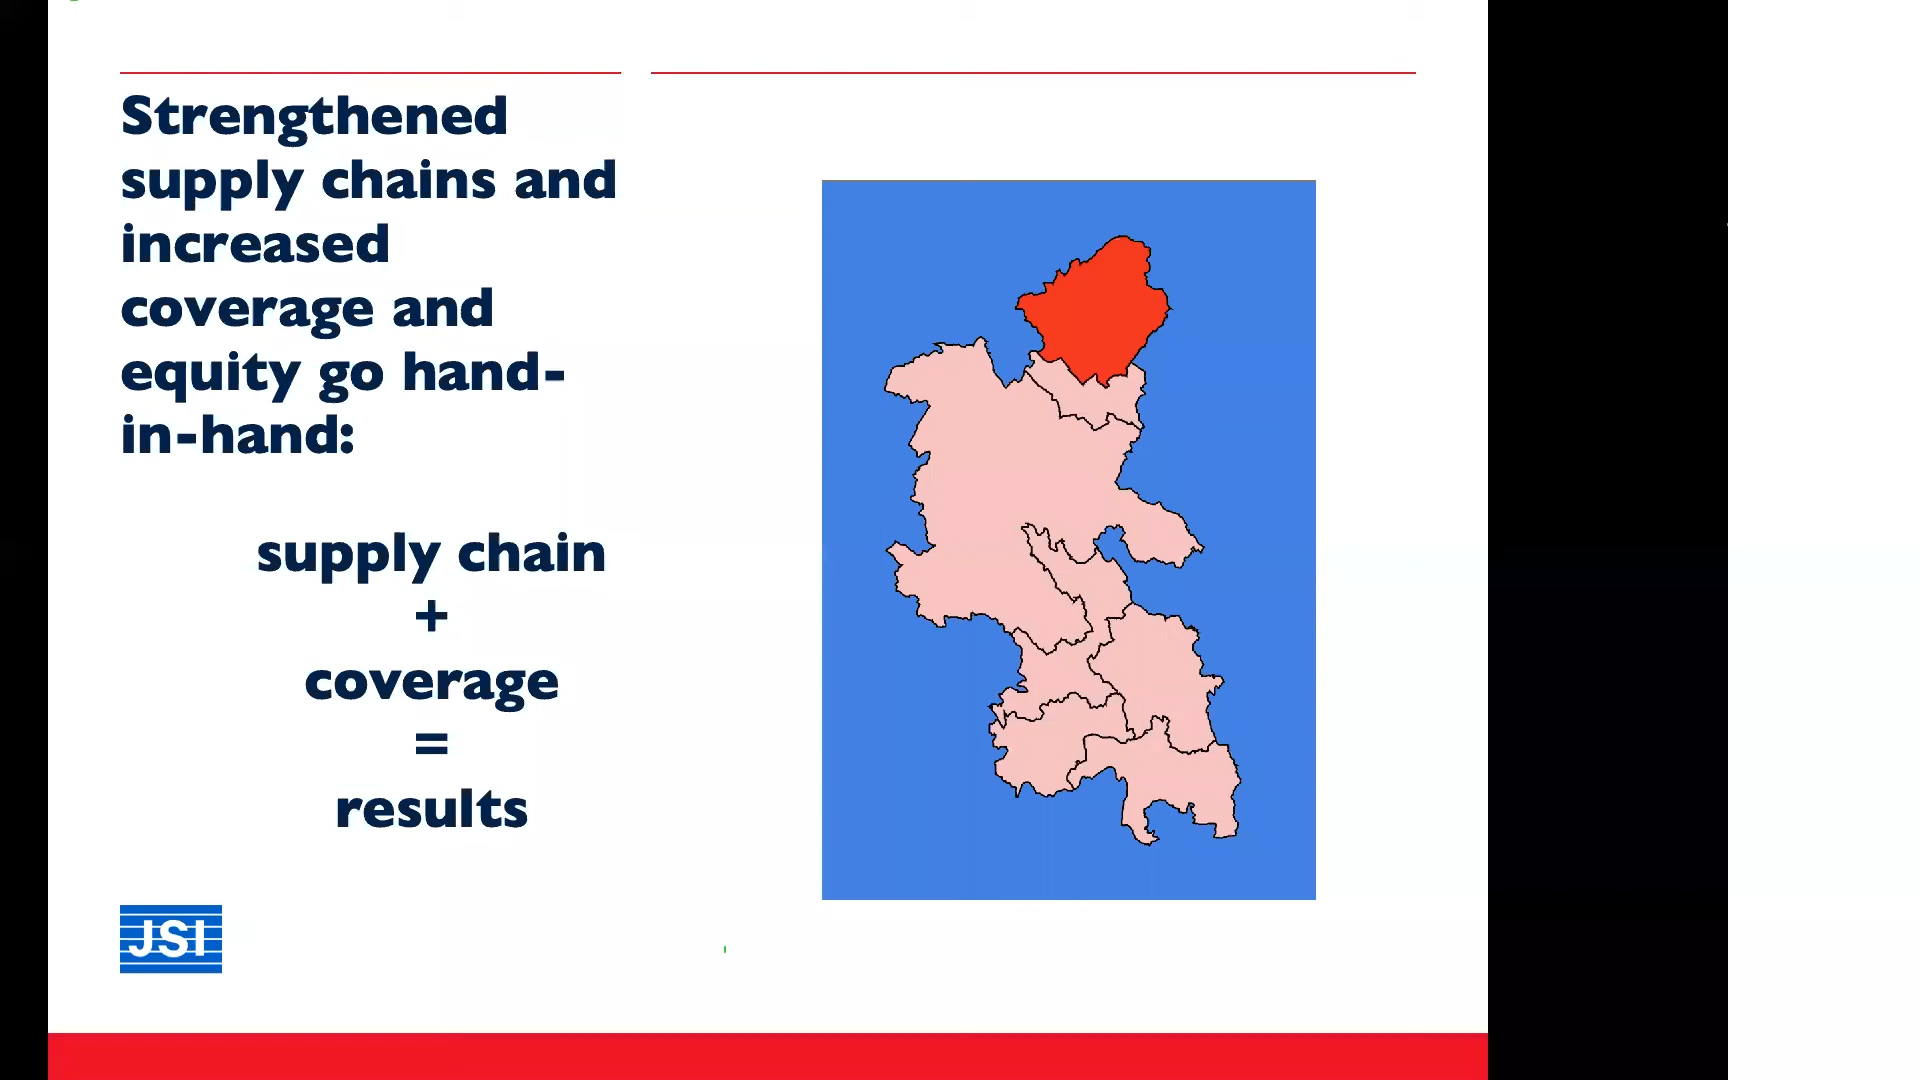 Strengthened
supply chains and
increased
coverage and
equity go hand-
in-hand:
supply chain
+
coverage
=
results
JSI